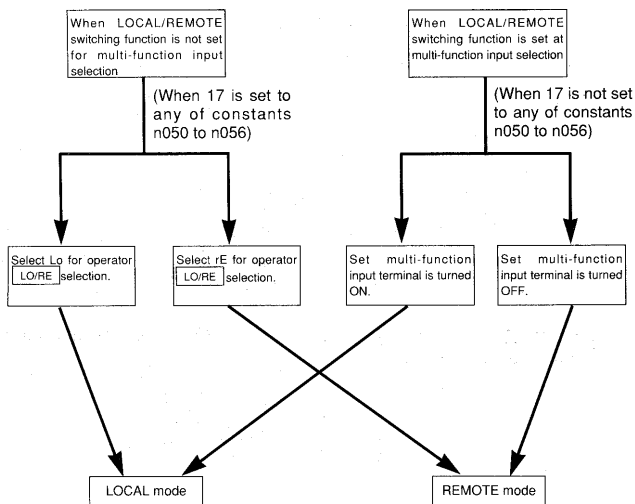 When LOCAL/REMOTE
switching function is not set
for multi-function input
selection
When LOCAL/REMOTE
switching function is set at
multi-function input selection
(When 17 is set to
any of constants
n050 to n056)
(When 17 is not set
to any of constants
n050 to n056)
Select Lo for operator
LO/RE selection.
Select rE for operator
LO/RE selection.
Set multi-function
input terminal is turned
ON.
Set multi-function
input terminal is turned
OFF.
LOCAL mode
REMOTE mode